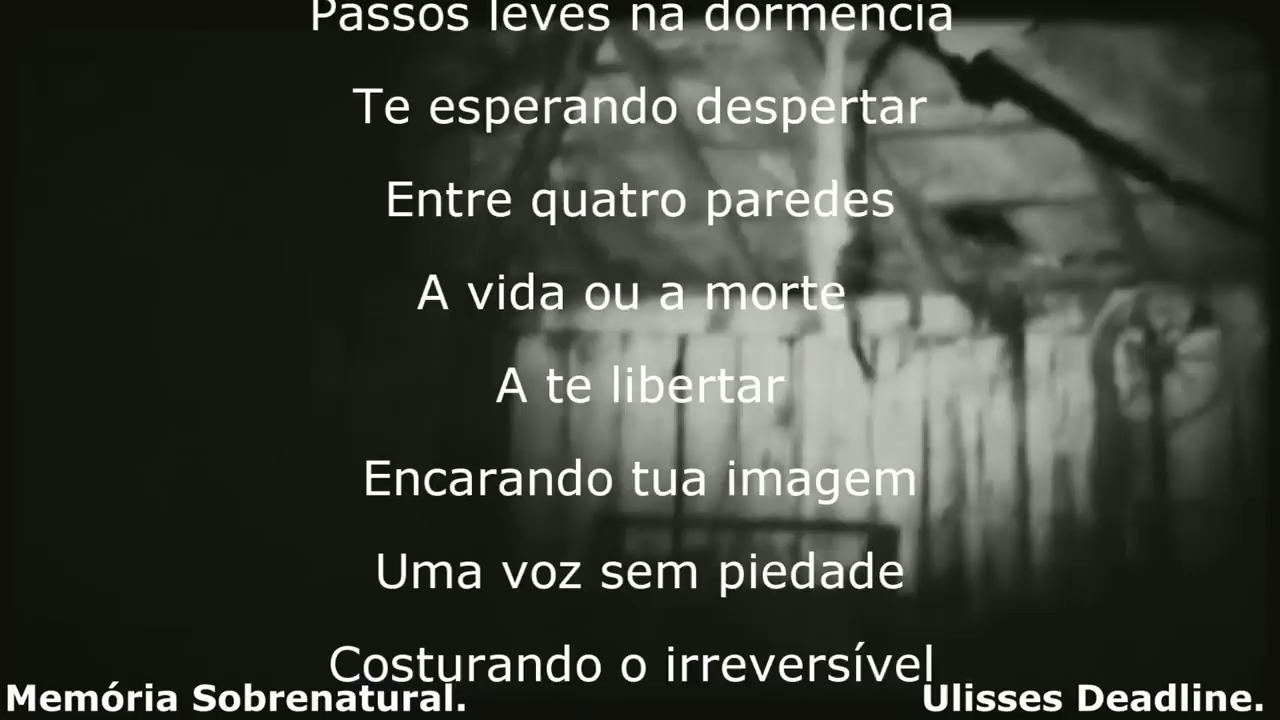 Passos leves na dormência
Te esperando despertar
Entre quatro paredes
A vida ou a morte
A te libertar
Encarando tua imagem
Uma voz sem piedade
Costurando o irreversível
Memória Sobrenatural.
Ulisses Deadline.